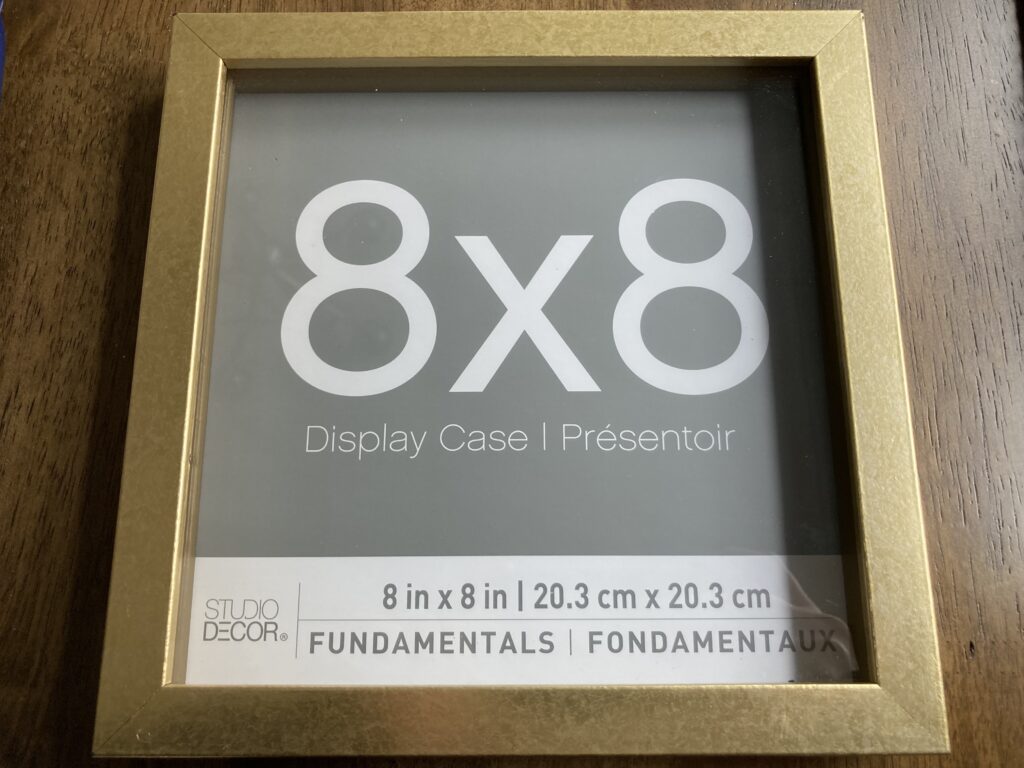 8x8
Display Case | Présentoir
8 in x 8 in | 20.3 cm x 20.3 cm
STUDIO
DECOR®
FUNDAMENTALS | FONDAMENTAUX